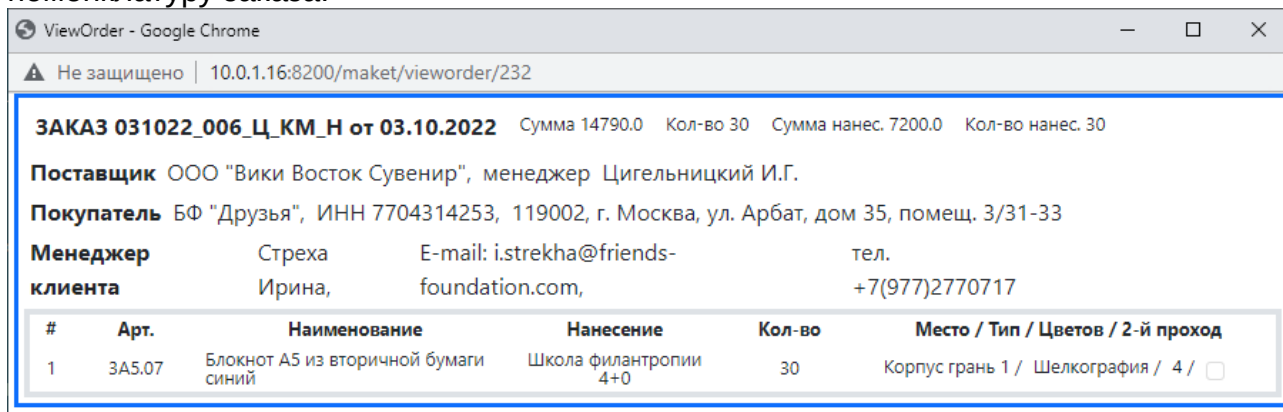 номенклатуру заказа.
ViewOrder - Google Chrome
Не защищено | 10.0.1.16:8200/maket/vieworder/232
ЗАКАЗ 031022_006_Ц_КМ_Н от 03.10.2022 Сумма 14790.0 Кол-во 30 Сумма нанес. 7200.0 Кол-во нанес. 30
Поставщик ООО "Вики Восток Сувенир", менеджер Цигельницкий И.Г.
Покупатель БФ "Друзья", ИНН 7704314253, 119002, г. Москва, ул. Арбат, дом 35, помещ. 3/31-33
Менеджер Стреха E-mail: i.strekha@friends- тел.
клиента Ирина, foundation.com, +7(977)2770717
# Арт. Наименование Нанесение Кол-во Место / Тип / Цветов / 2-й проход
1 3А5.07 Блокнот А5 из вторичной бумаги Школа филантропии 30 Корпус грань 1 / Шелкография / 4 /
синий 4+0